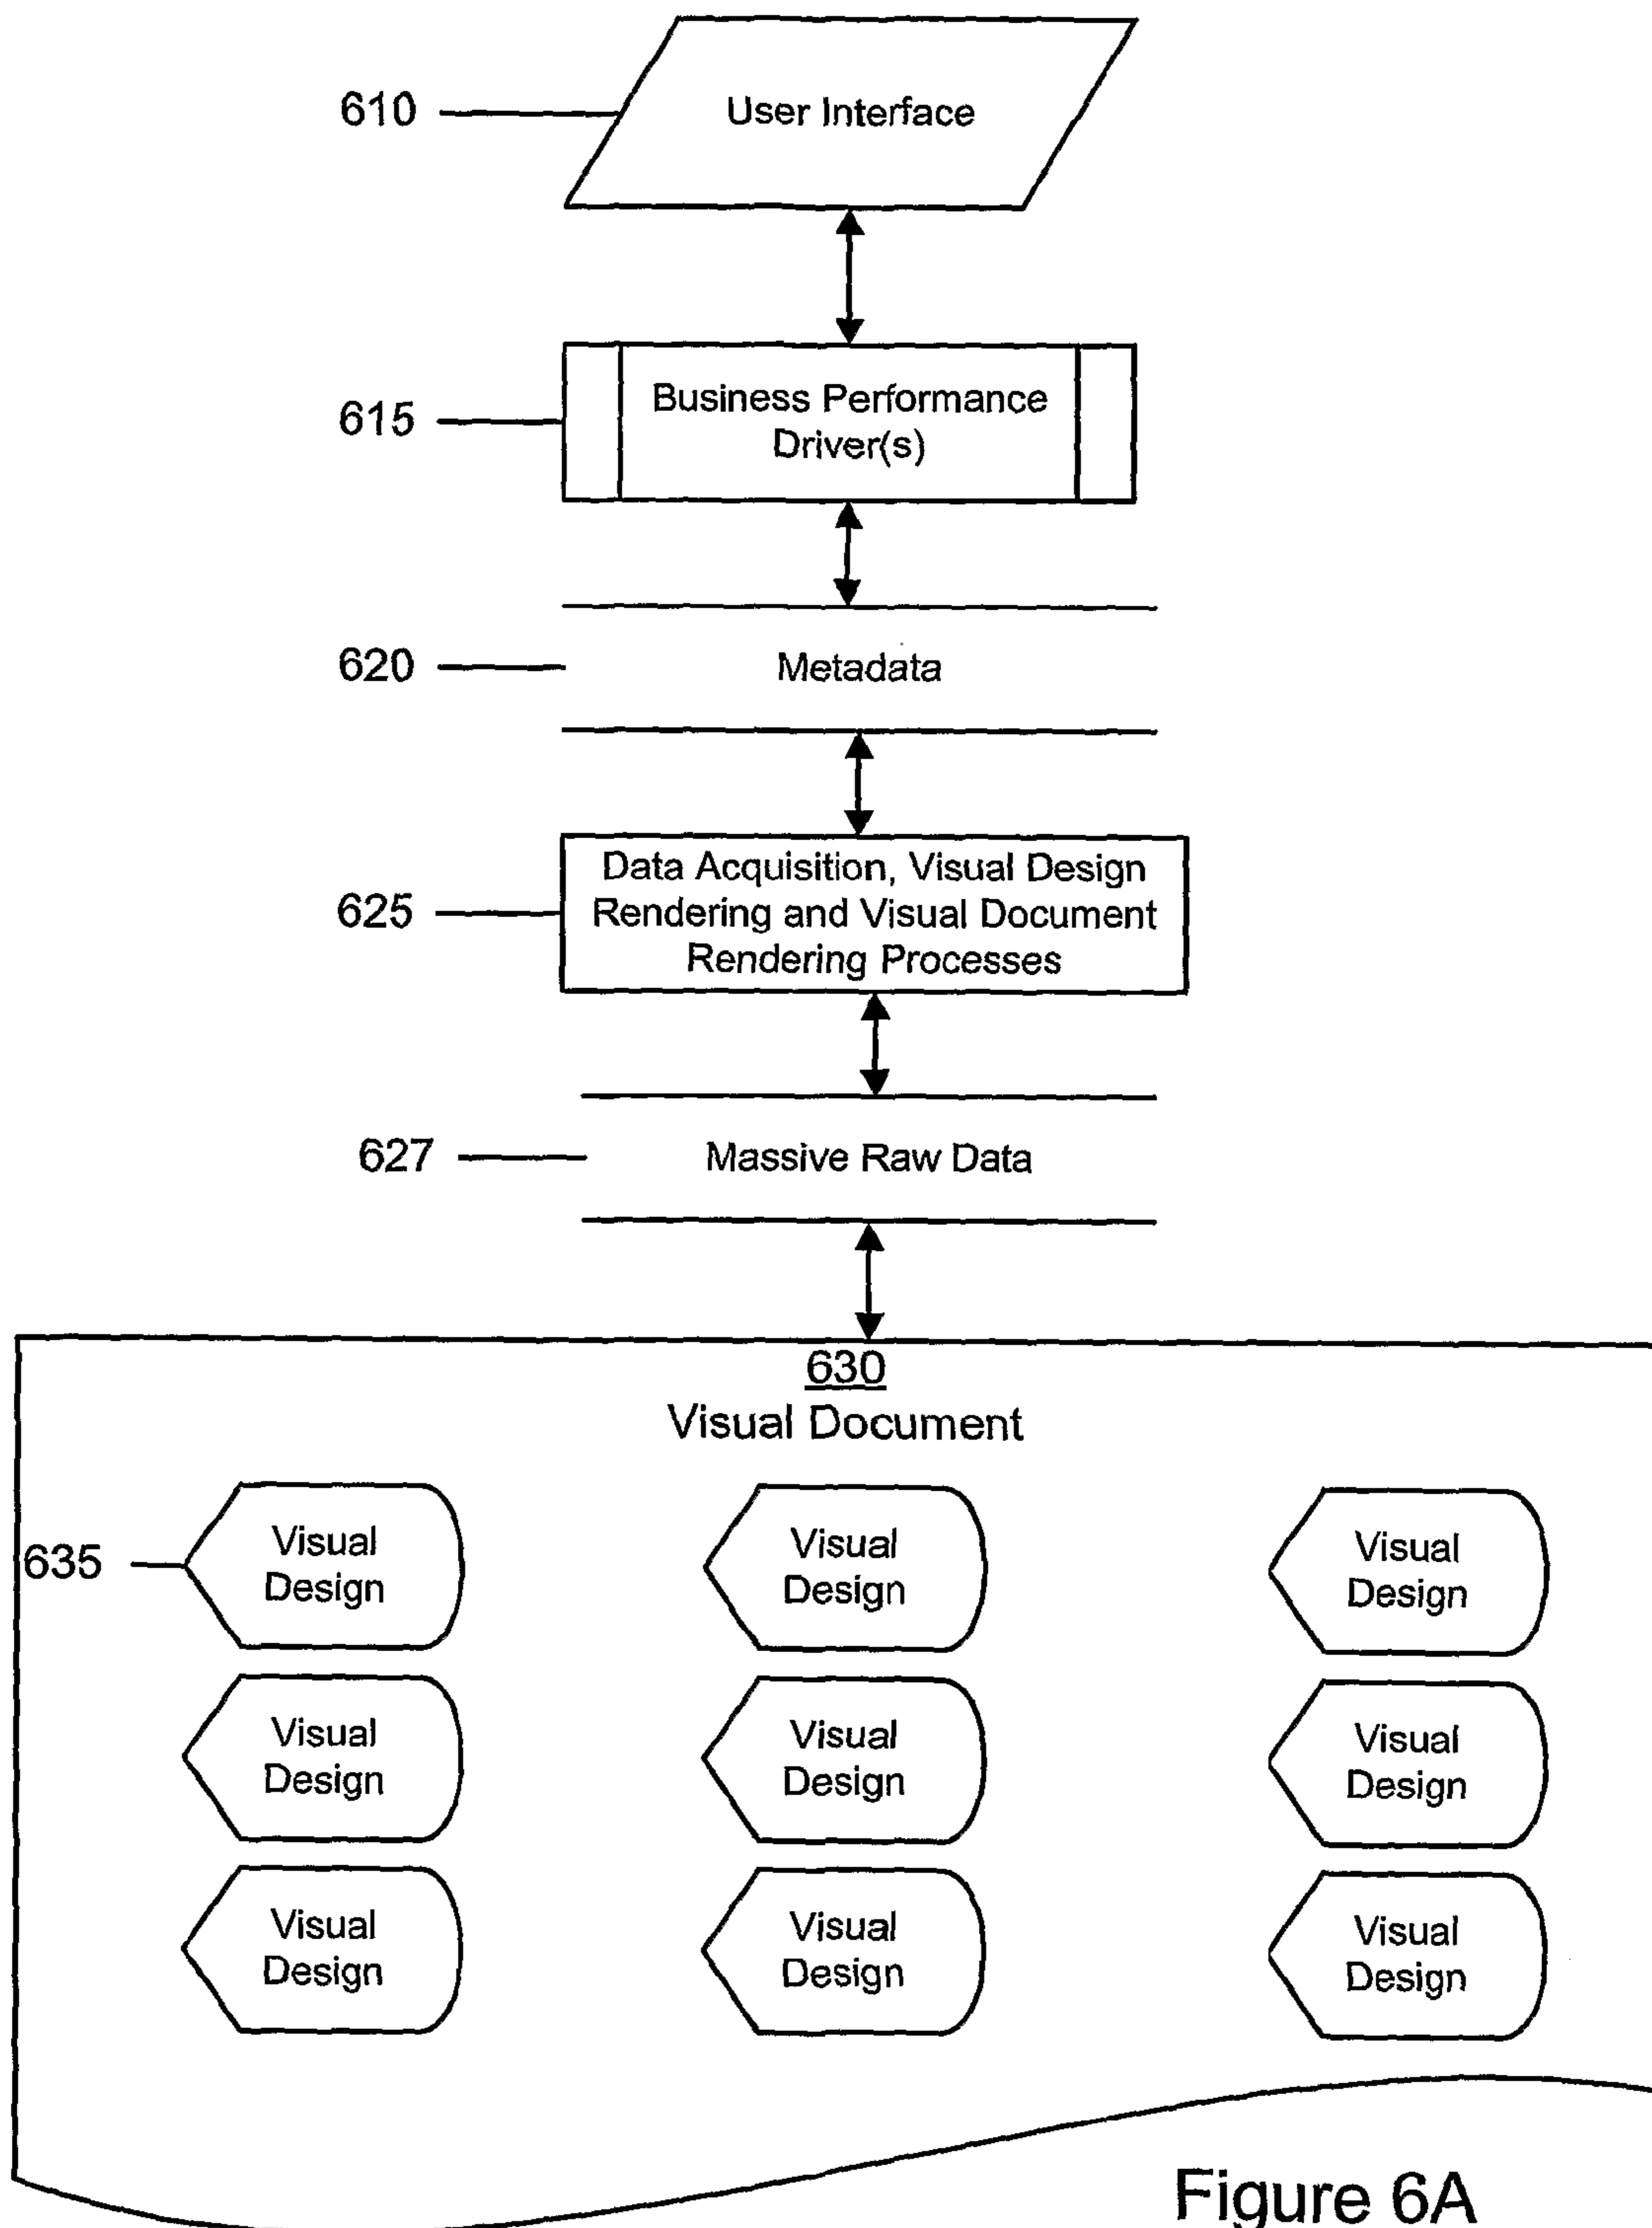 610
User Interface
615
Business Performance
Driver(s)
620
Metadata
625
Data Acquisition, Visual Design
Rendering and Visual Document
Rendering Processes
627
Massive Raw Data
630
Visual Document
635
Visual
Design
Visual
Design
Visual
Design
Visual
Design
Visual
Design
Visual
Design
Visual
Design
Visual
Design
Visual
Design
Figure 6A